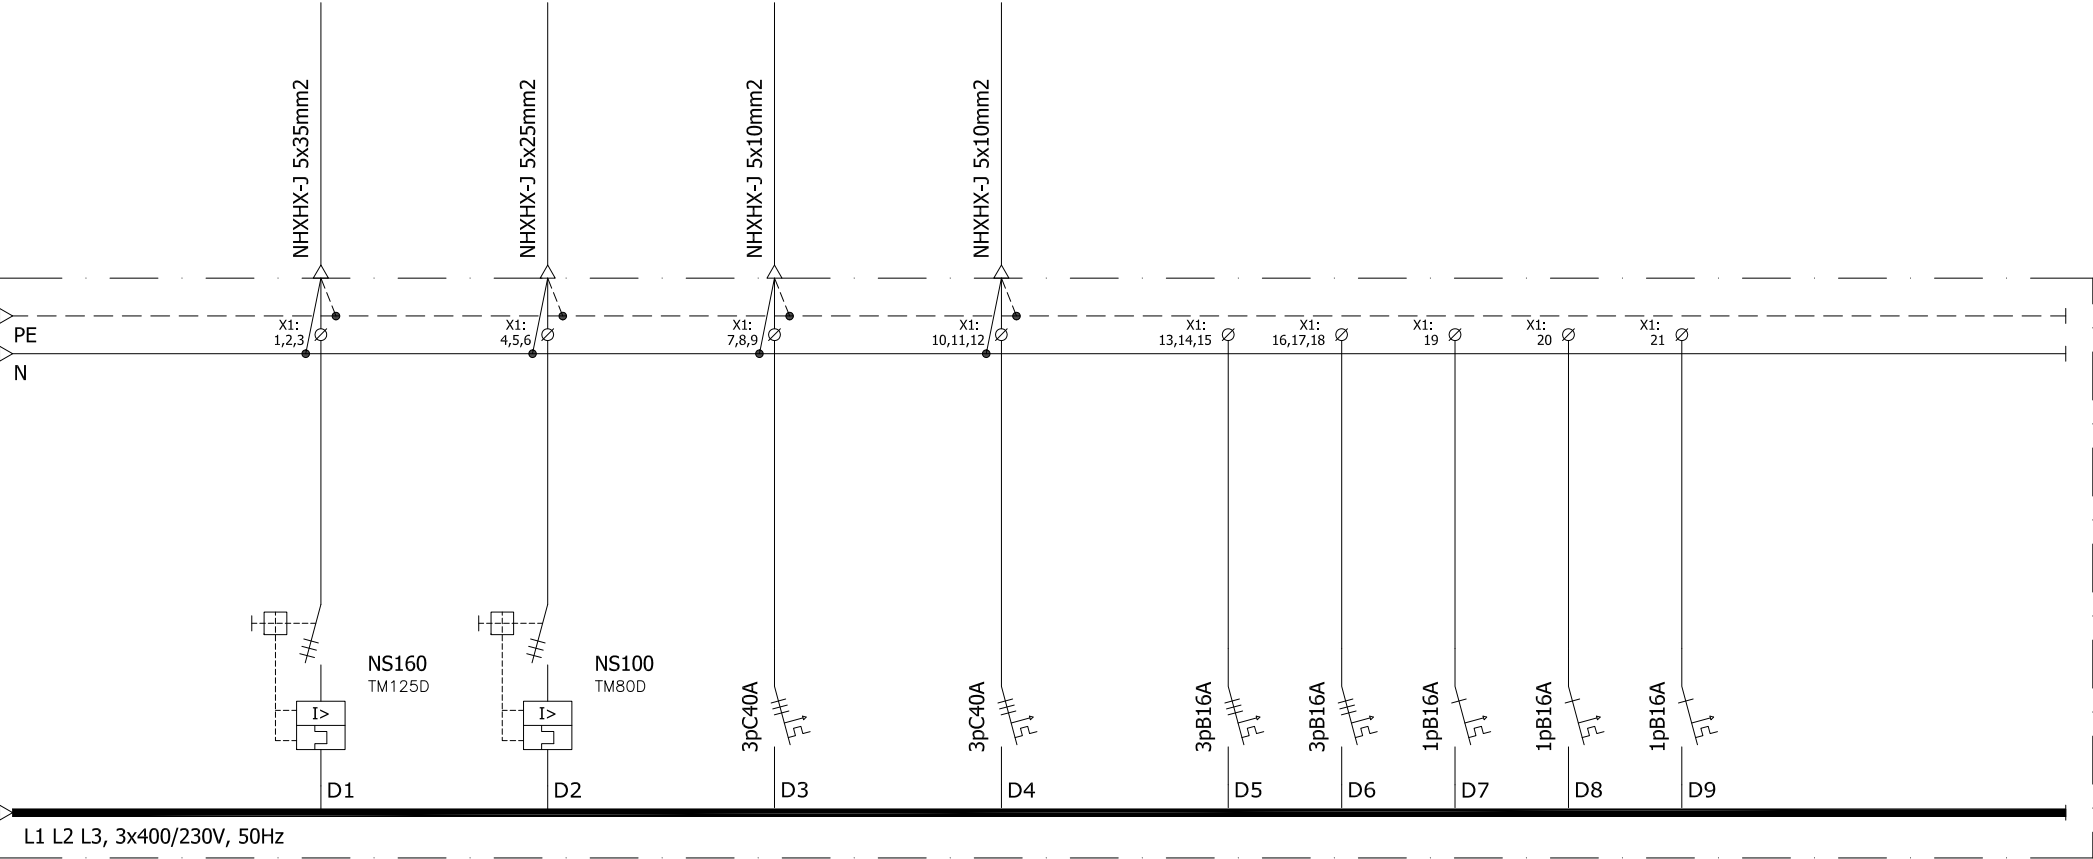 NHXHX-J 5x35mm2
NHXHX-J 5x25mm2
NHXHX-J 5x10mm2
NHXHX-J 5x10mm2
PE
X1:
1,2,3
X1:
4,5,6
X1:
7,8,9
X1:
10,11,12
X1:
13,14,15
X1:
16,17,18
X1:
19
X1:
20
X1:
21
N
NS160
TM125D
I>
NS100
TM80D
I>
3pC40A
3pC40A
3pB16A
3pB16A
1pB16A
1pB16A
1pB16A
D1
D2
D3
D4
D5
D6
D7
D8
D9
L1 L2 L3, 3x400/230V, 50Hz